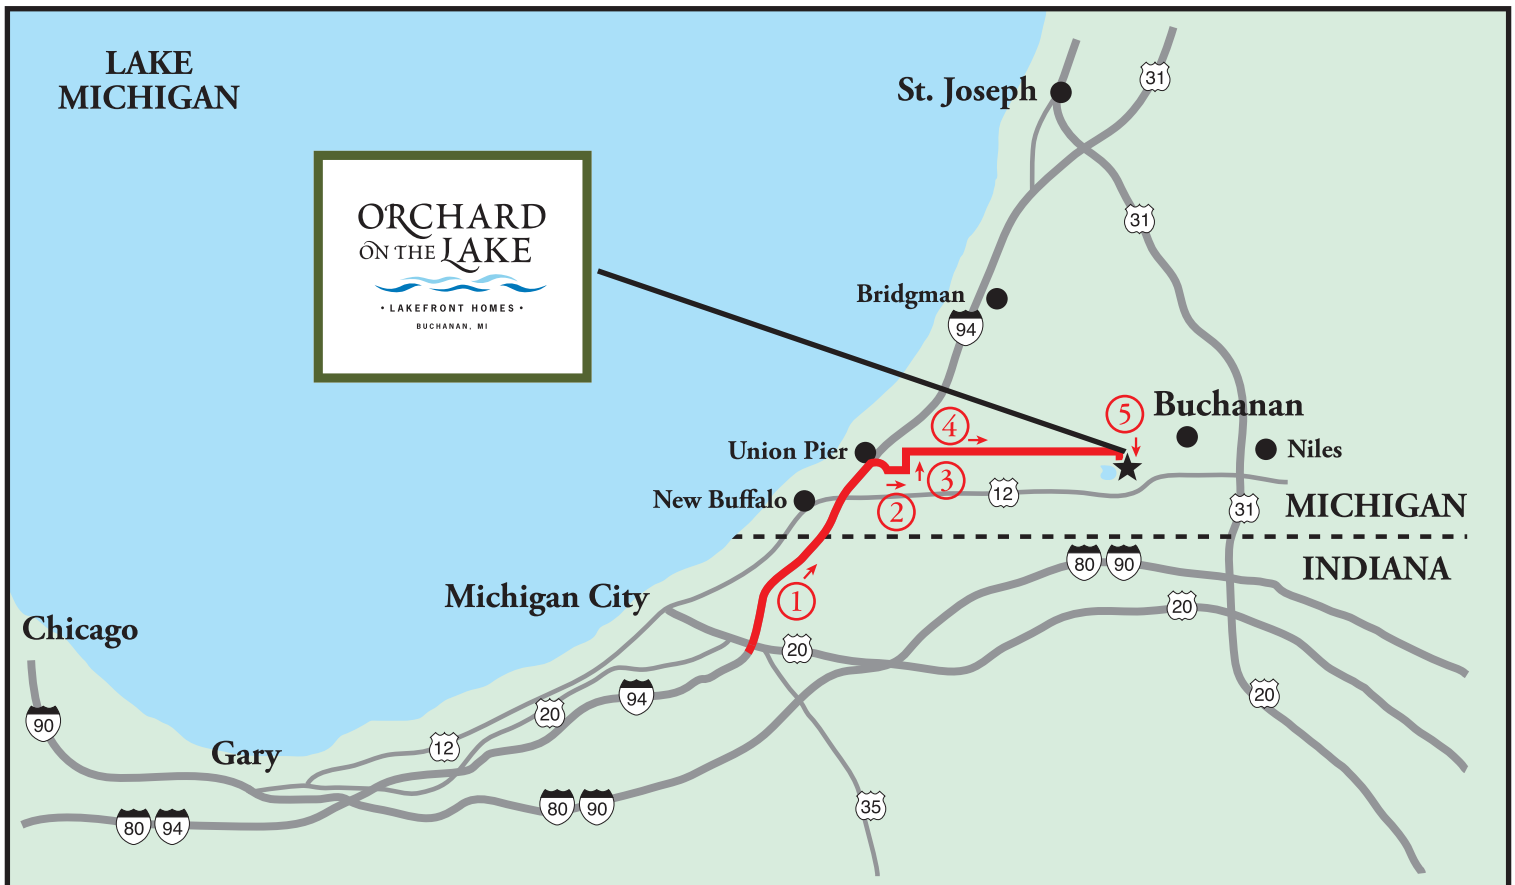 LAKE
MICHIGAN
St. Joseph
31
ORCHARD
ON THE LAKE
• LAKEFRONT HOMES •
BUCHANAN, MI
31
Bridgman
94
5
Buchanan
4
Union Pier
Niles
3
New Buffalo
12
2
31
MICHIGAN
80
90
INDIANA
Michigan City
1
20
Chicago
20
94
20
20
90
12
Gary
80
90
35
80
94